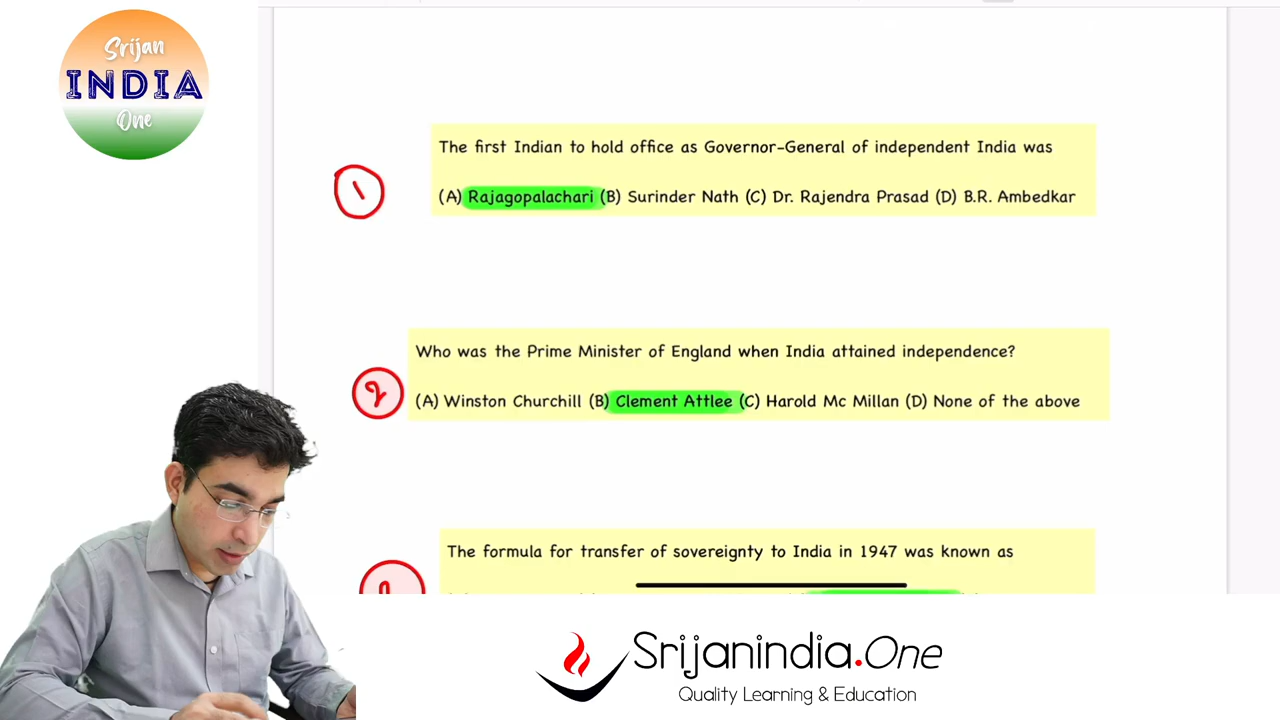 Srijan
INDIA
One
The first Indian to hold office as Governor-General of independent India was
1
(A) Rajagopalachari (B) Surinder Nath (C) Dr. Rajendra Prasad (D) B.R. Ambedkar
Who was the Prime Minister of England when India attained independence?
2
(A) Winston Churchill (B) Clement Attlee (C) Harold Mc Millan (D) None of the above
The formula for transfer of sovereignty to India in 1947 was known as
Srijanindia.One
Quality Learning & Education